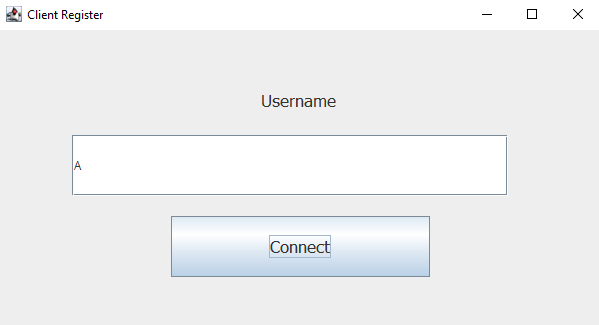 Client Register
Username
A
Connect